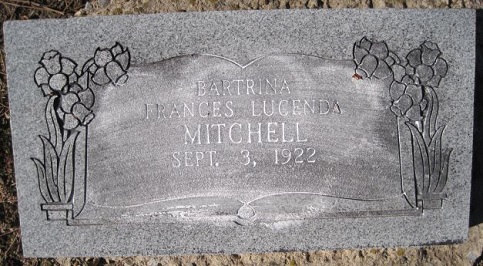 BARTRINA
FRANCES LUCENDA
MITCHELL
SEPT. 3, 1922